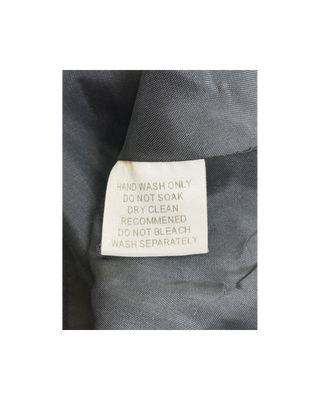 HAND WASH ONLY
DO NOT SOAK
DRY CLEAN
RECOMMENED
DO NOT BLEACH
WASH SEPARATELY